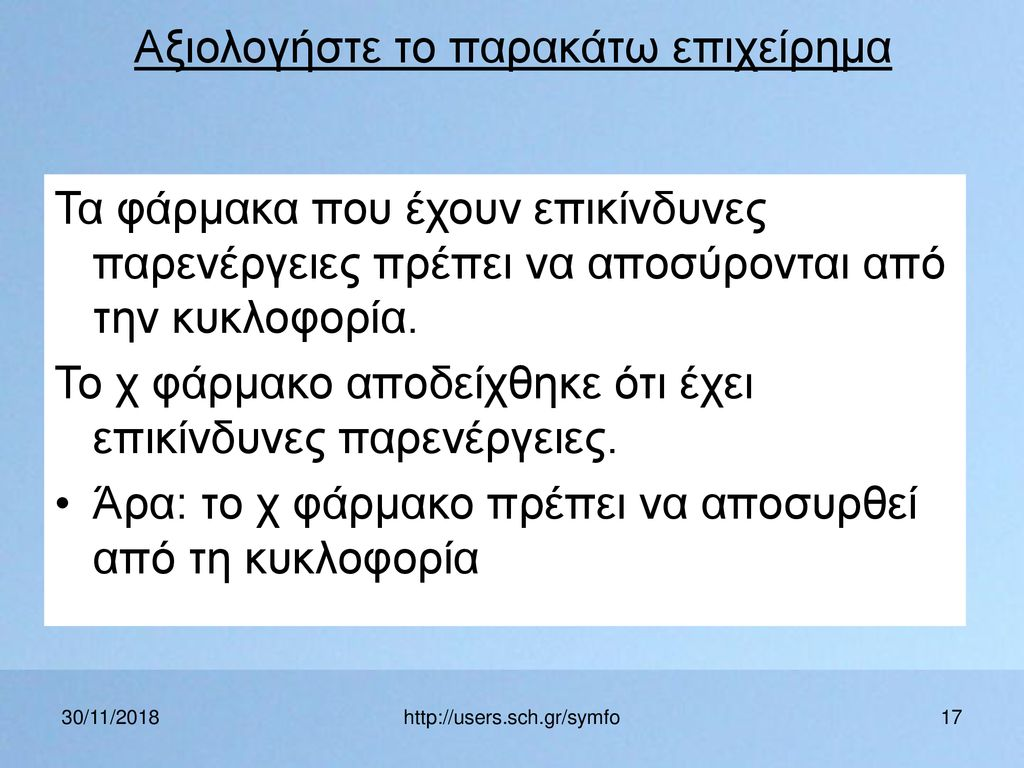 Αξιολογήστε το παρακάτω επιχείρημα
Τα φάρμακα που έχουν επικίνδυνες
παρενέργειες πρέπει να αποσύρονται από
την κυκλοφορία.
Το χ φάρμακο αποδείχθηκε ότι έχει
επικίνδυνες παρενέργειες.
• Άρα: το χ φάρμακο πρέπει να αποσυρθεί
από τη κυκλοφορία
30/11/2018
http://users.sch.gr/symfo
17